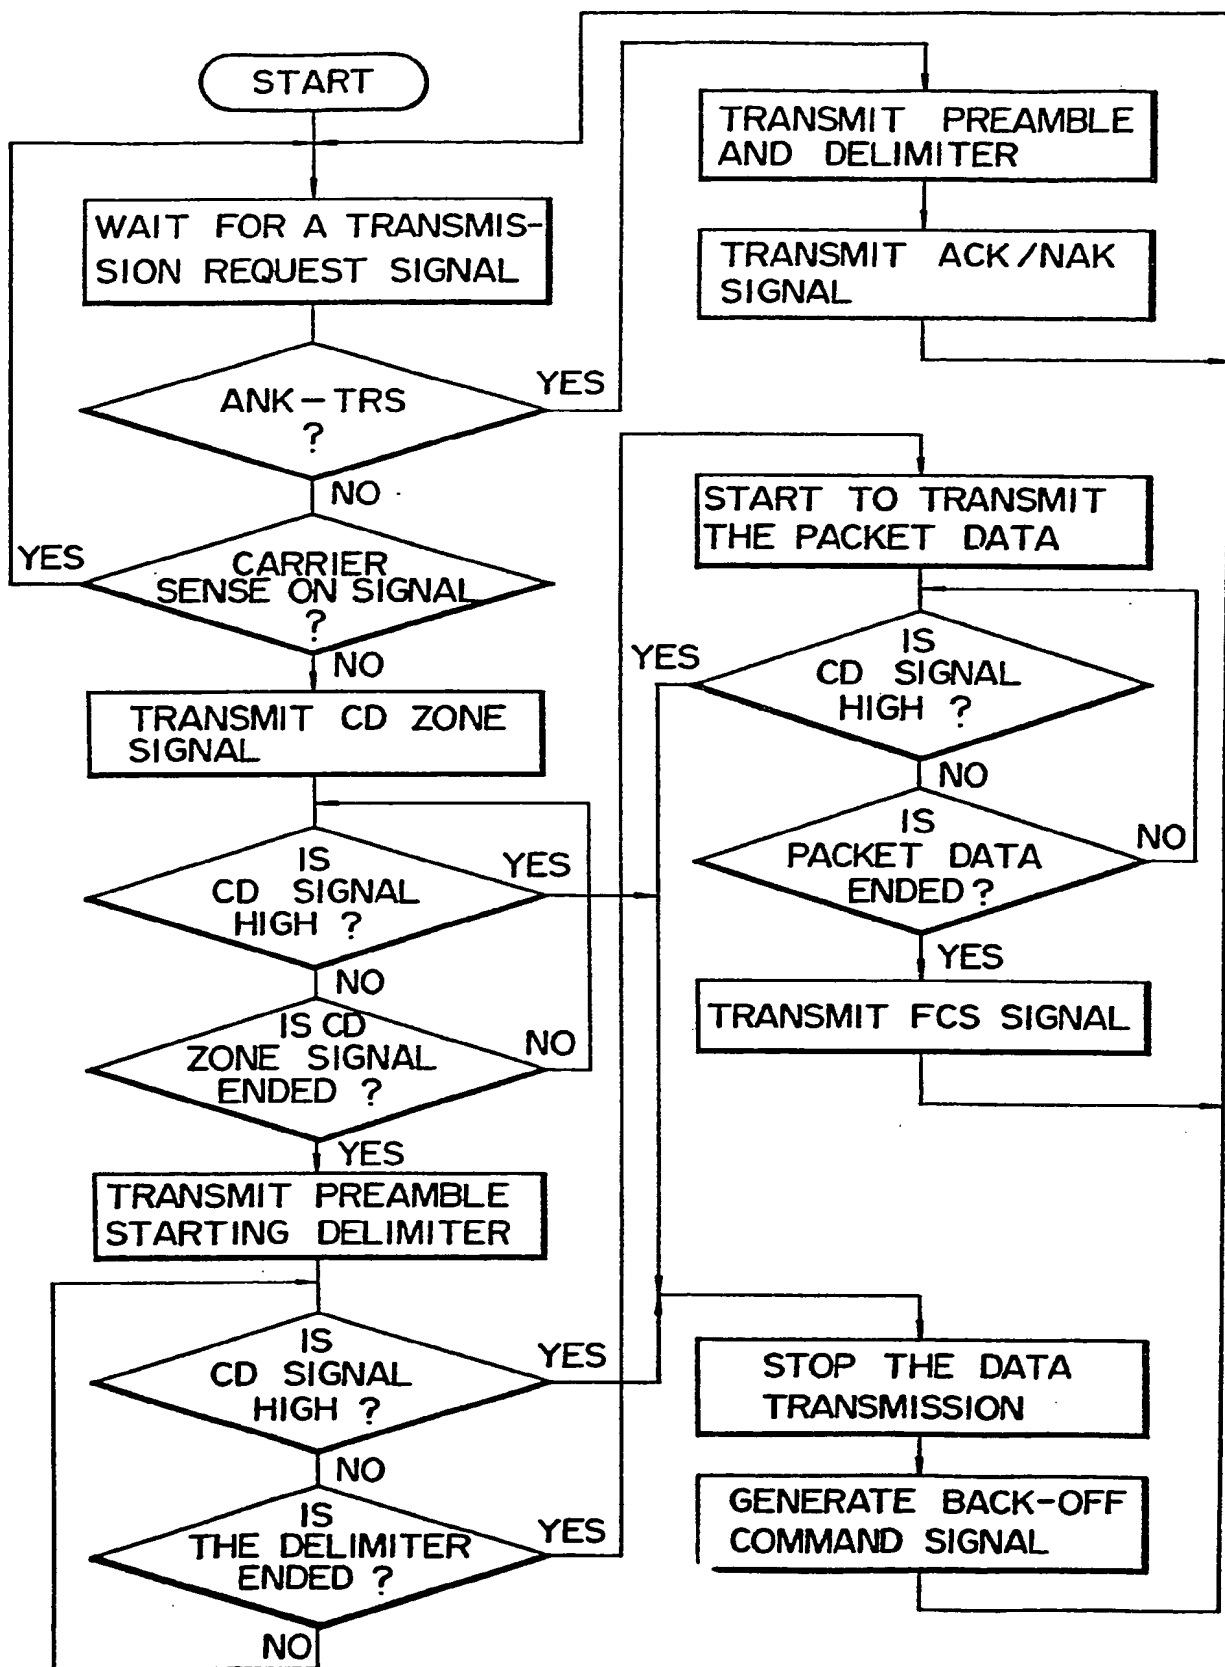 START
WAIT FOR A TRANSMIS-
SION REQUEST SIGNAL
ANK-TRS
?
YES
NO
CARRIER
SENSE ON SIGNAL
?
YES
NO
TRANSMIT CD ZONE
SIGNAL
IS
CD SIGNAL
HIGH ?
YES
NO
IS CD
ZONE SIGNAL
ENDED ?
NO
YES
TRANSMIT PREAMBLE
STARTING DELIMITER
IS
CD SIGNAL
HIGH ?
YES
NO
IS
THE DELIMITER
ENDED ?
YES
NO
TRANSMIT PREAMBLE
AND DELIMITER
TRANSMIT ACK/NAK
SIGNAL
START TO TRANSMIT
THE PACKET DATA
IS
CD SIGNAL
HIGH ?
YES
NO
IS
PACKET DATA
ENDED?
NO
YES
TRANSMIT FCS SIGNAL
STOP THE DATA
TRANSMISSION
GENERATE BACK-OFF
COMMAND SIGNAL